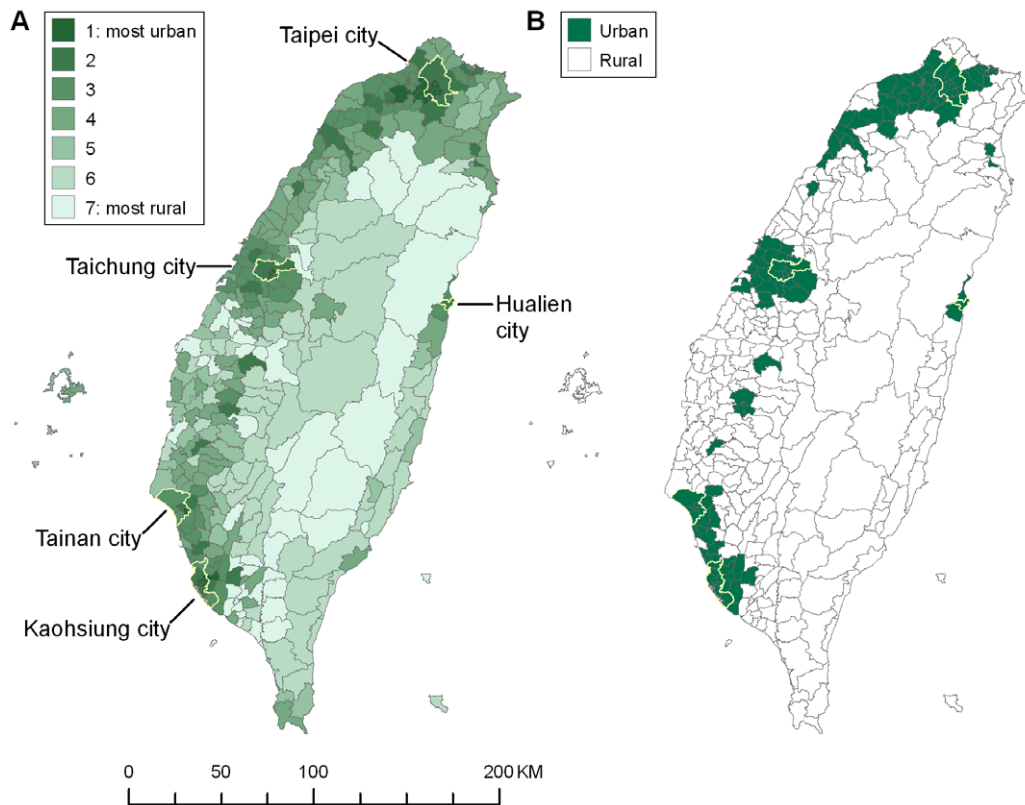 A
1: most urban
2
3
4
5
6
7: most rural
Taipei city
Taichung city
Hualien
city
Tainan city
Kaohsiung city
0 50 100 200 KM
B
Urban
Rural